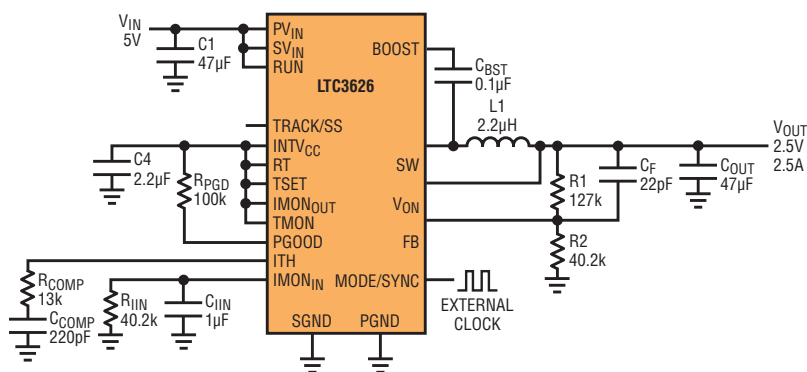 VIN
5V
C1
47µF
PVIN
SVIN
RUN
LTC3626
BOOST
CBST
0.1µF
L1
2.2µH
VOUT
2.5V
2.5A
TRACK/SS
INTVCC
RT
TSET
IMONOUT
TMON
PGOOD
ITH
IMONIN
C4
2.2µF
RPGD
100k
SW
VON
FB
MODE/SYNC
R1
127k
CF
22pF
COUT
47µF
R2
40.2k
RCOMP
13k
CCOMP
220pF
RIIN
40.2k
CIIN
1µF
EXTERNAL
CLOCK
SGND
PGND